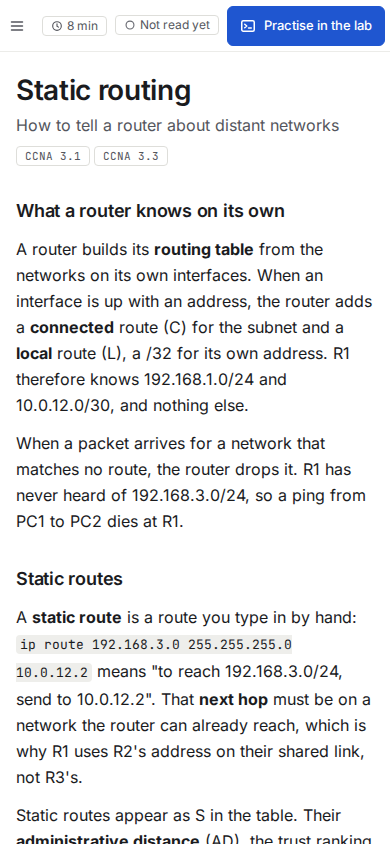 8 min
Not read yet
Practise in the lab
Static routing
How to tell a router about distant networks
CCNA 3.1 CCNA 3.3
What a router knows on its own
A router builds its routing table from the
networks on its own interfaces. When an
interface is up with an address, the router adds
a connected route (C) for the subnet and a
local route (L), a /32 for its own address. R1
therefore knows 192.168.1.0/24 and
10.0.12.0/30, and nothing else.
When a packet arrives for a network that
matches no route, the router drops it. R1 has
never heard of 192.168.3.0/24, so a ping from
PC1 to PC2 dies at R1.
Static routes
A static route is a route you type in by hand:
ip route 192.168.3.0 255.255.255.0
10.0.12.2 means "to reach 192.168.3.0/24,
send to 10.0.12.2". That next hop must be on a
network the router can already reach, which is
why R1 uses R2's address on their shared link,
not R3's.
Static routes appear as S in the table. Their
administrative distance (AD), the trust ranking